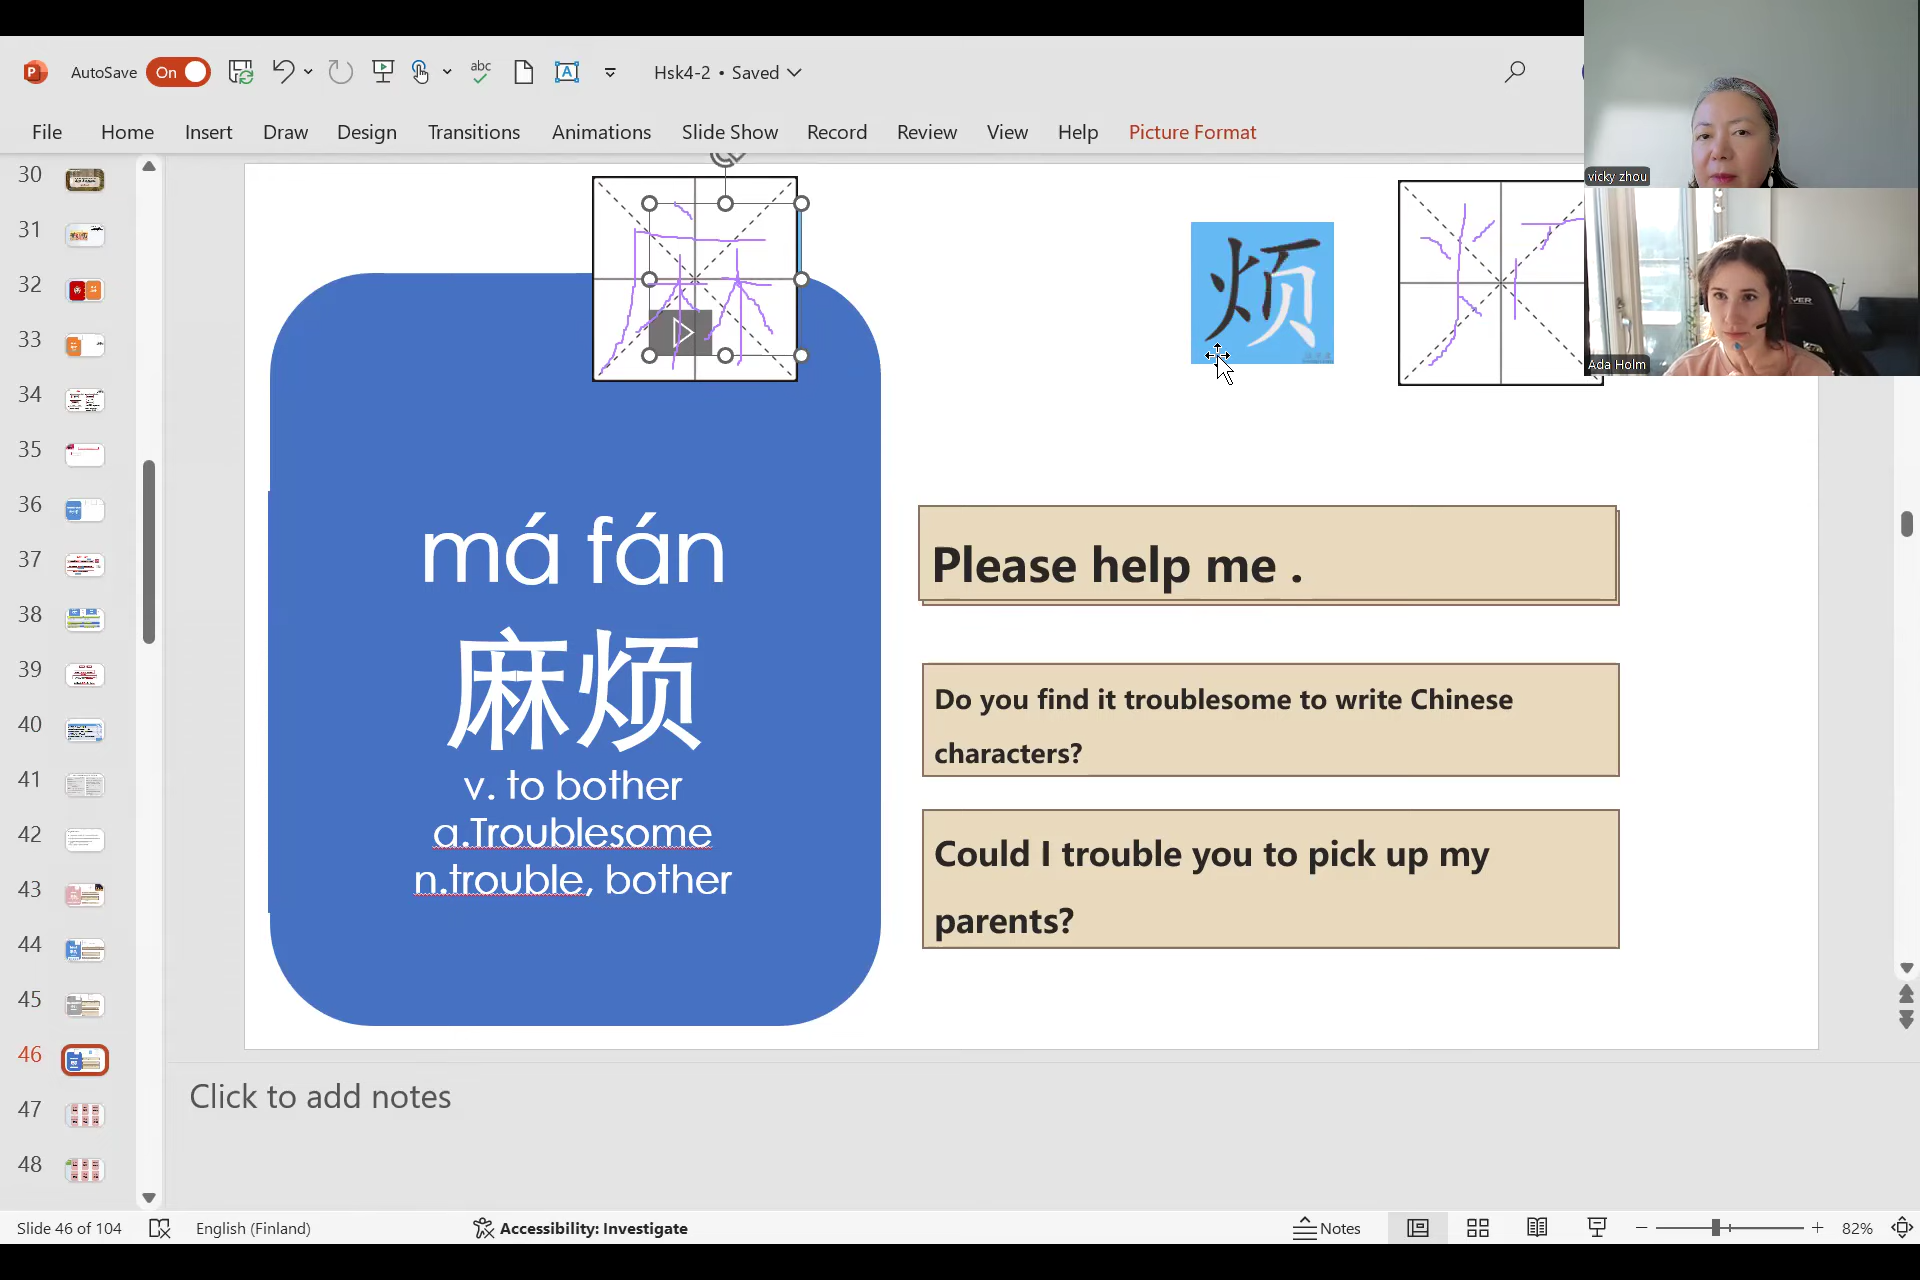 AutoSave On Hsk4-2 • Saved
File Home Insert Draw Design Transitions Animations Slide Show Record Review View Help Picture Format
vicky zhou
Ada Holm
30
31
32
33
34
35
36
37
38
39
40
41
42
43
44
45
46
47
48
麻
烦
má fán
麻烦
v. to bother
a.Troublesome
n.trouble, bother
Please help me .
Do you find it troublesome to write Chinese
characters?
Could I trouble you to pick up my
parents?
Click to add notes
Slide 46 of 104 English (Finland) Accessibility: Investigate Notes 82%